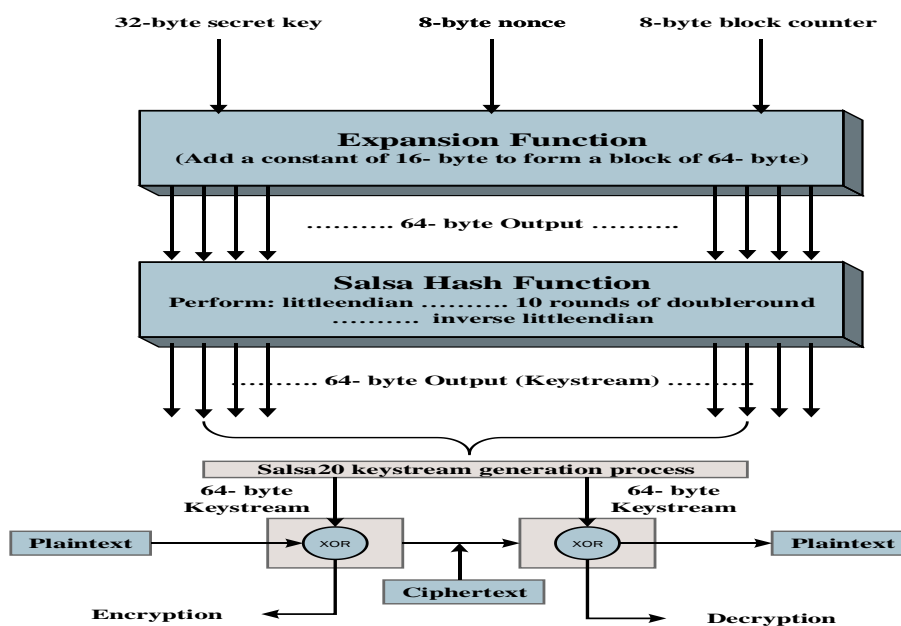 32-byte secret key
8-byte nonce
8-byte block counter
Expansion Function
(Add a constant of 16- byte to form a block of 64- byte)
.......... 64- byte Output ...........
Salsa Hash Function
Perform: littleendian .......... 10 rounds of doubleround
.......... inverse littleendian
.......... 64- byte Output (Keystream) ..........
Salsa20 keystream generation process
64- byte
Keystream
64- byte
Keystream
Plaintext
XOR
XOR
Plaintext
Ciphertext
Encryption
Decryption